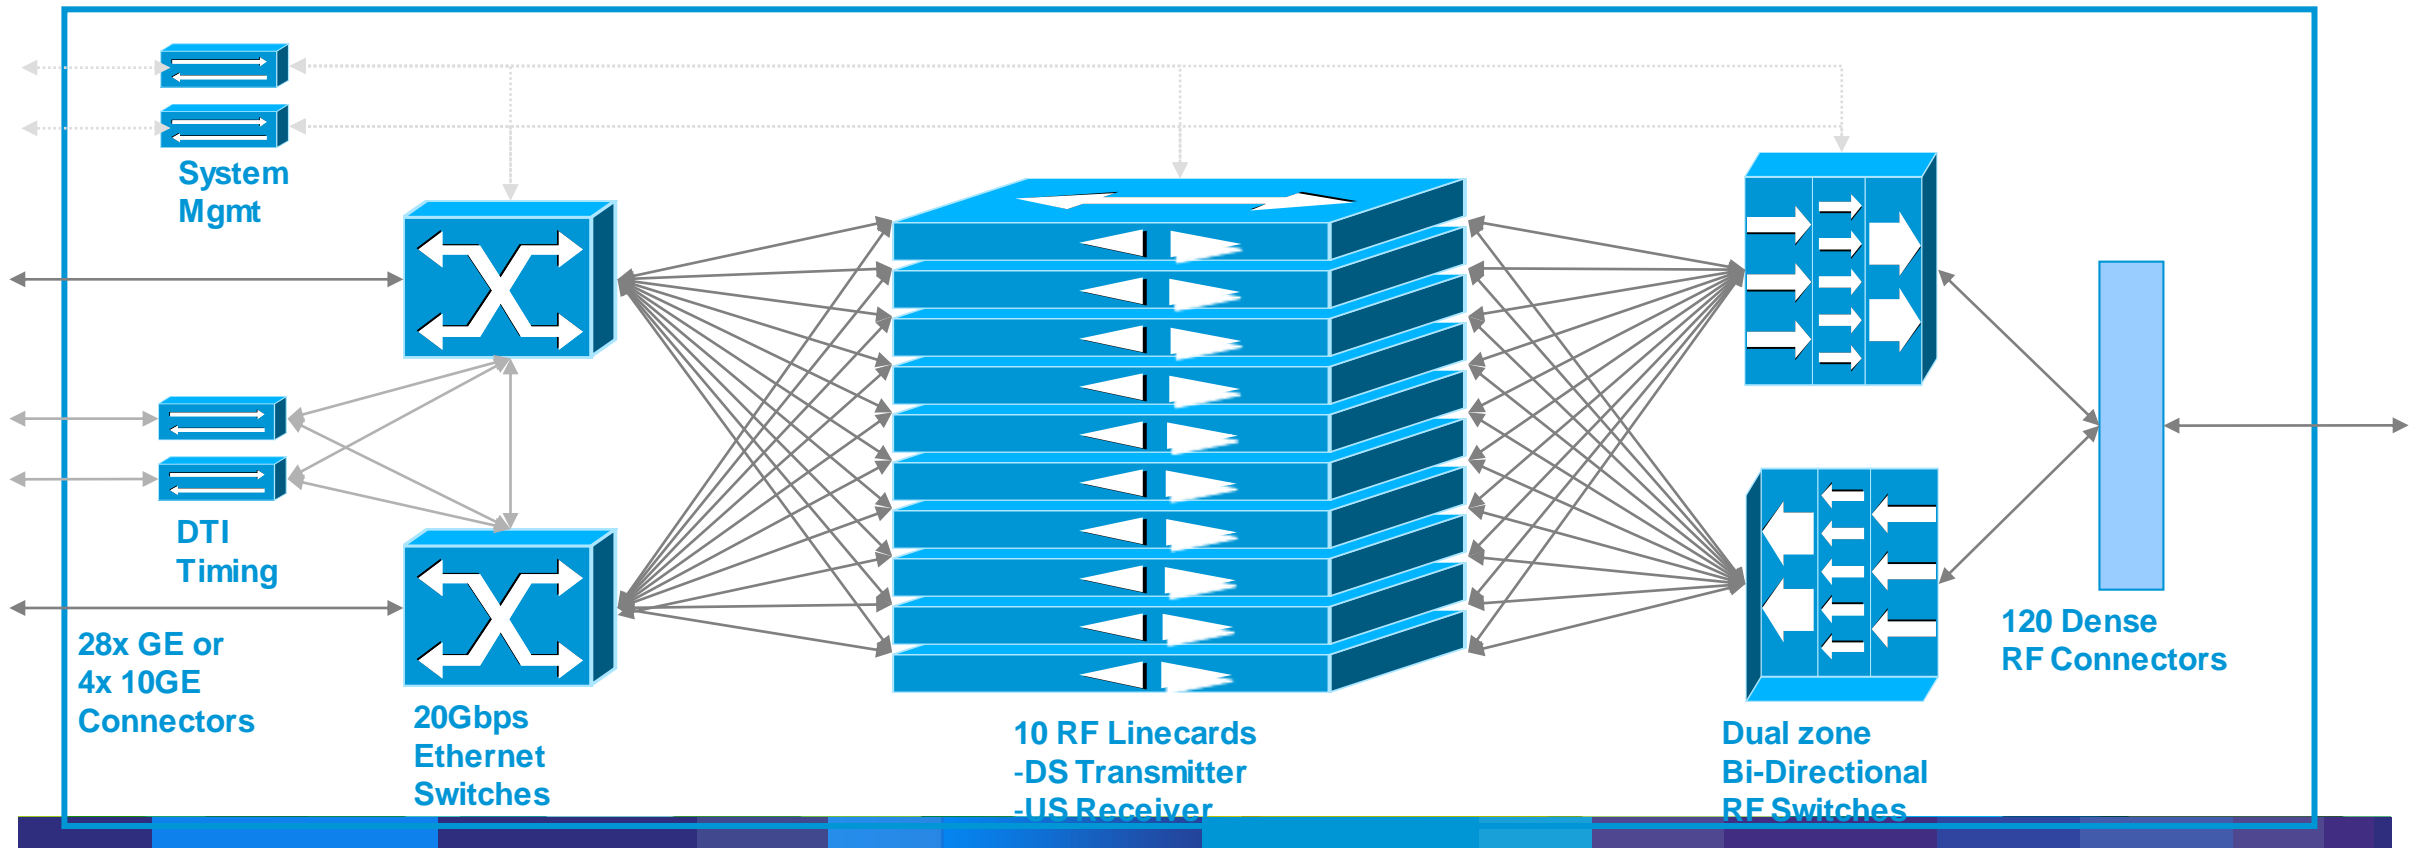 System
Mgmt
DTI
Timing
28x GE or
4x 10GE
Connectors
20Gbps
Ethernet
Switches
10 RF Linecards
-DS Transmitter
-US Receiver
Dual zone
Bi-Directional
RF Switches
120 Dense
RF Connectors